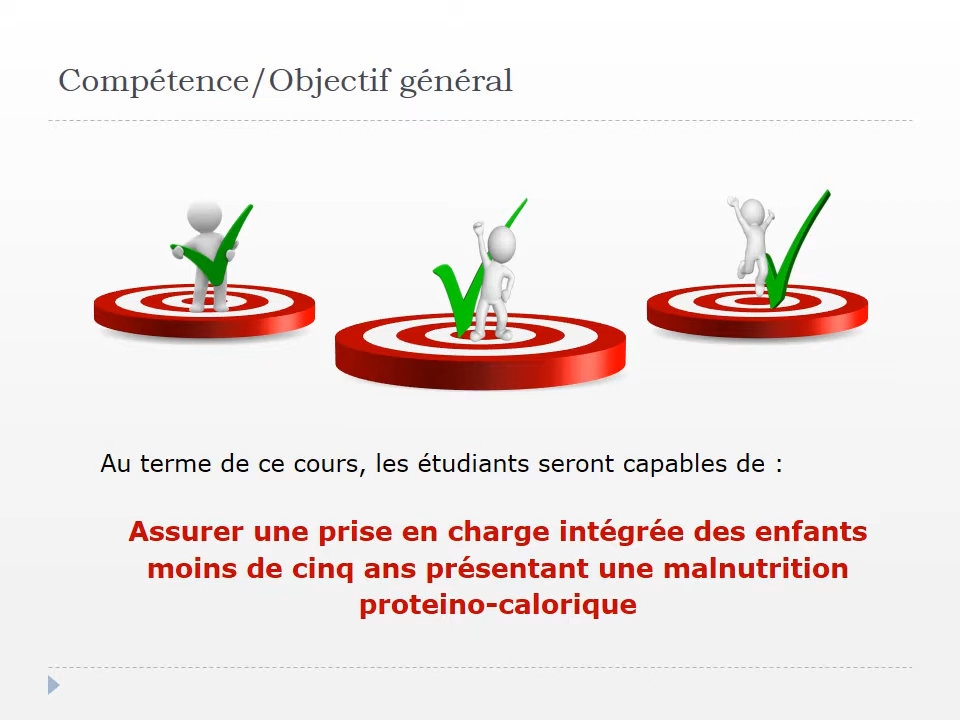 Compétence/Objectif général
Au terme de ce cours, les étudiants seront capables de :
Assurer une prise en charge intégrée des enfants
moins de cinq ans présentant une malnutrition
proteino-calorique